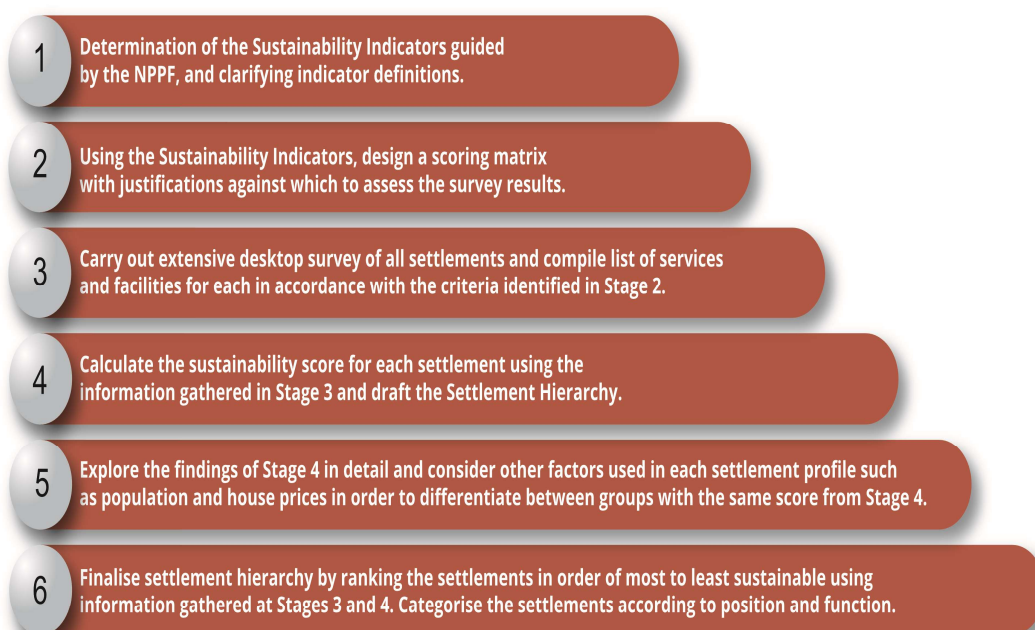 1
Determination of the Sustainability Indicators guided
by the NPPF, and clarifying indicator definitions.
2
Using the Sustainability Indicators, design a scoring matrix
with justifications against which to assess the survey results.
3
Carry out extensive desktop survey of all settlements and compile list of services
and facilities for each in accordance with the criteria identified in Stage 2.
4
Calculate the sustainability score for each settlement using the
information gathered in Stage 3 and draft the Settlement Hierarchy.
5
Explore the findings of Stage 4 in detail and consider other factors used in each settlement profile such
as population and house prices in order to differentiate between groups with the same score from Stage 4.
6
Finalise settlement hierarchy by ranking the settlements in order of most to least sustainable using
information gathered at Stages 3 and 4. Categorise the settlements according to position and function.